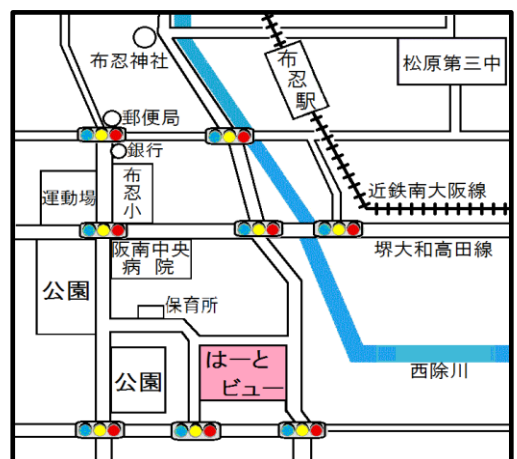 布忍神社
布忍駅
松原第三中
郵便局
銀行
運動場
布忍小
近鉄南大阪線
阪南中央
病院
堺大和高田線
公園
保育所
公園
はーと
ビュー
西除川